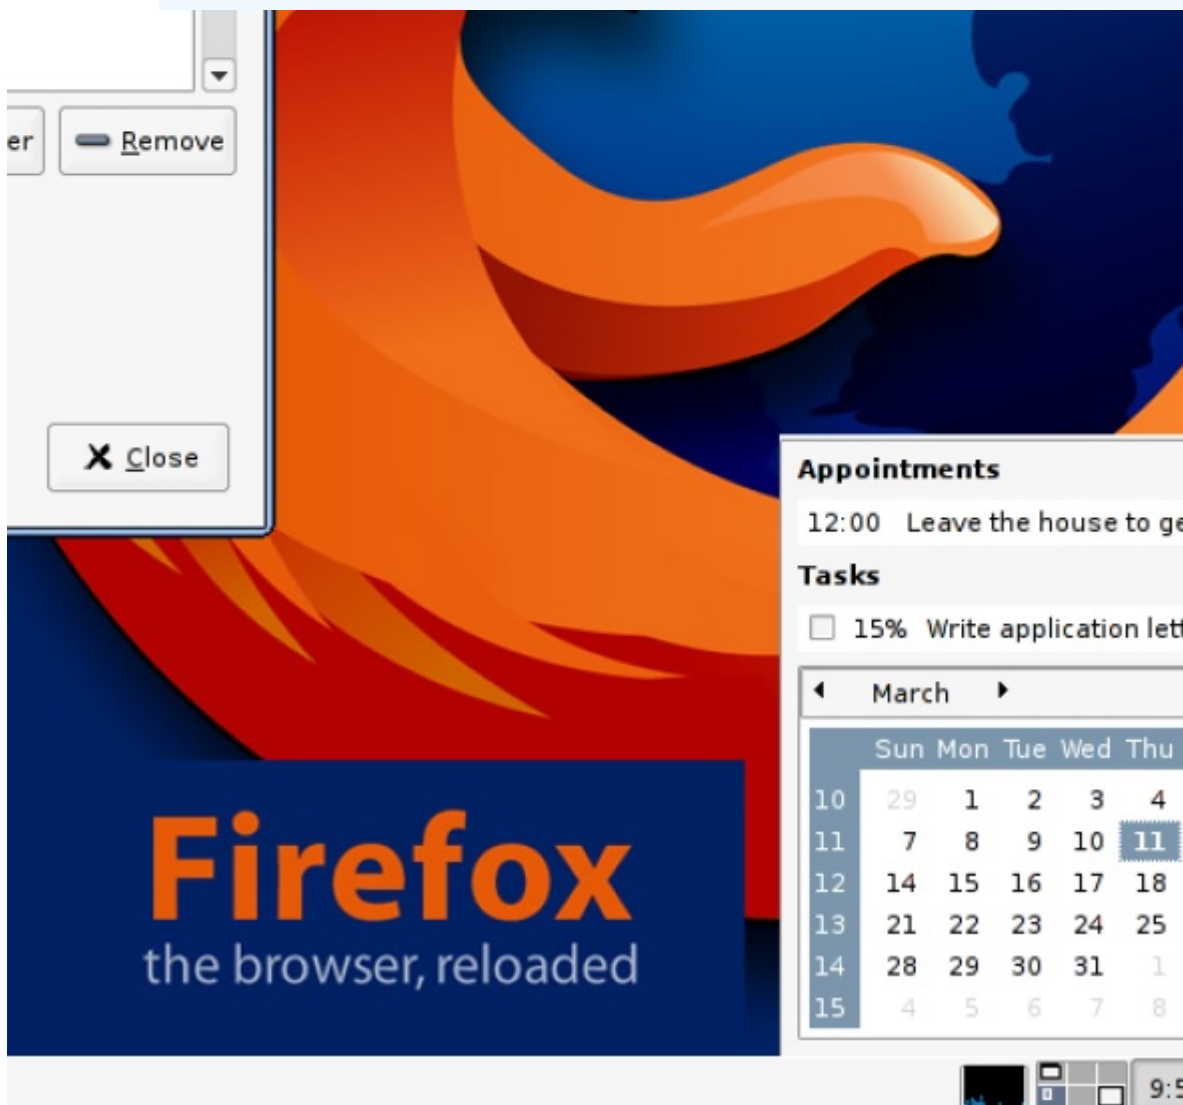 Remove
Close
Appointments
12:00 Leave the house to
Tasks
15% Write application
March
Sun Mon Tue Wed Thu
10 29 1 2 3 4
11 7 8 9 10 11
12 14 15 16 17 18
13 21 22 23 24 25
14 28 29 30 31 1
15 4 5 6 7 8
Firefox
the browser, reloaded